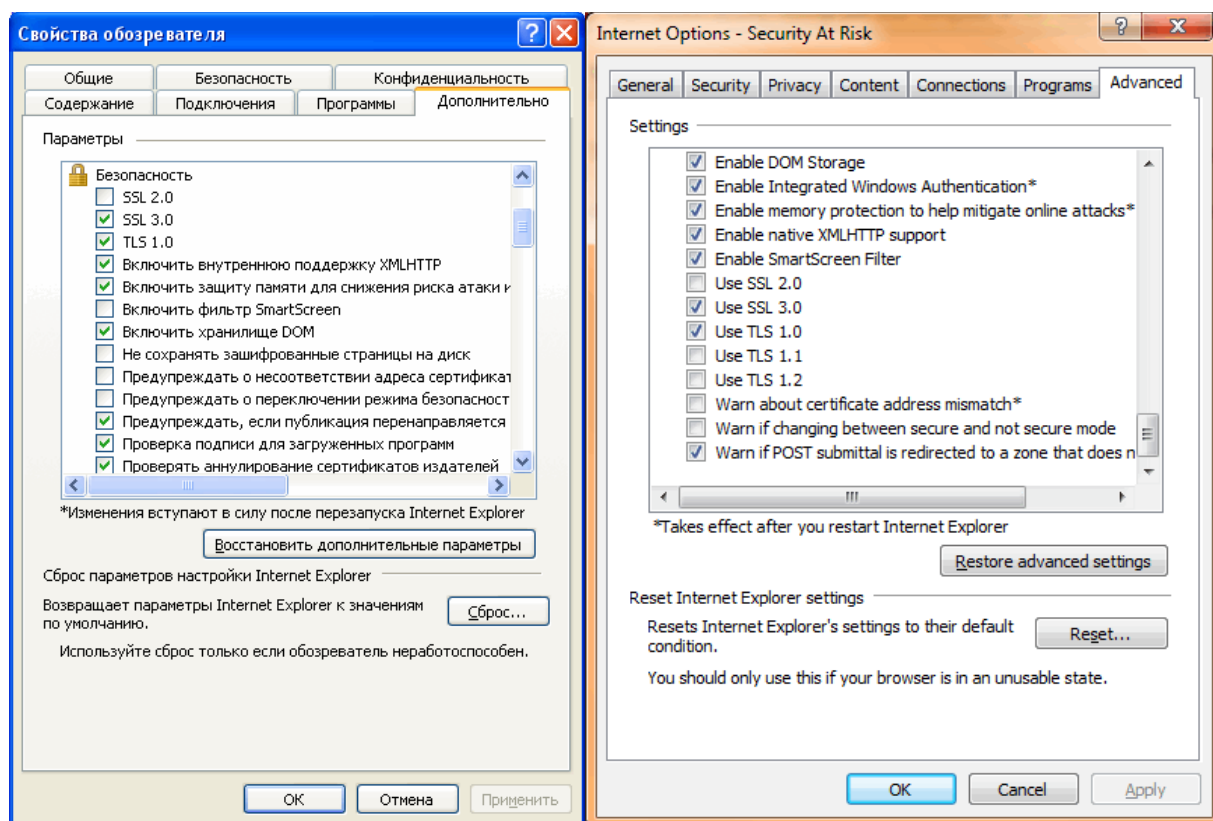 Свойства обозревателя
Общие
Безопасность
Конфиденциальность
Содержание
Подключения
Программы
Дополнительно
Параметры
Безопасность
SSL 2.0
SSL 3.0
TLS 1.0
Включить внутреннюю поддержку XMLHTTP
Включить защиту памяти для снижения риска атаки и
Включить фильтр SmartScreen
Включить хранилище DOM
Не сохранять зашифрованные страницы на диск
Предупреждать о несоответствии адреса сертификат
Предупреждать о переключении режима безопасност
Предупреждать, если публикация перенаправляется
Проверка подписи для загруженных программ
Проверять аннулирование сертификатов издателей
*Изменения вступают в силу после перезапуска Internet Explorer
Восстановить дополнительные параметры
Сброс параметров настройки Internet Explorer
Возвращает параметры Internet Explorer к значениям
по умолчанию.
Сброс...
Используйте сброс только если обозреватель неработоспособен.
ОК
Отмена
Применить
Internet Options - Security At Risk
General
Security
Privacy
Content
Connections
Programs
Advanced
Settings
Enable DOM Storage
Enable Integrated Windows Authentication*
Enable memory protection to help mitigate online attacks*
Enable native XMLHTTP support
Enable SmartScreen Filter
Use SSL 2.0
Use SSL 3.0
Use TLS 1.0
Use TLS 1.1
Use TLS 1.2
Warn about certificate address mismatch*
Warn if changing between secure and not secure mode
Warn if POST submittal is redirected to a zone that does n
*Takes effect after you restart Internet Explorer
Restore advanced settings
Reset Internet Explorer settings
Resets Internet Explorer's settings to their default
condition.
Reset...
You should only use this if your browser is in an unusable state.
OK
Cancel
Apply